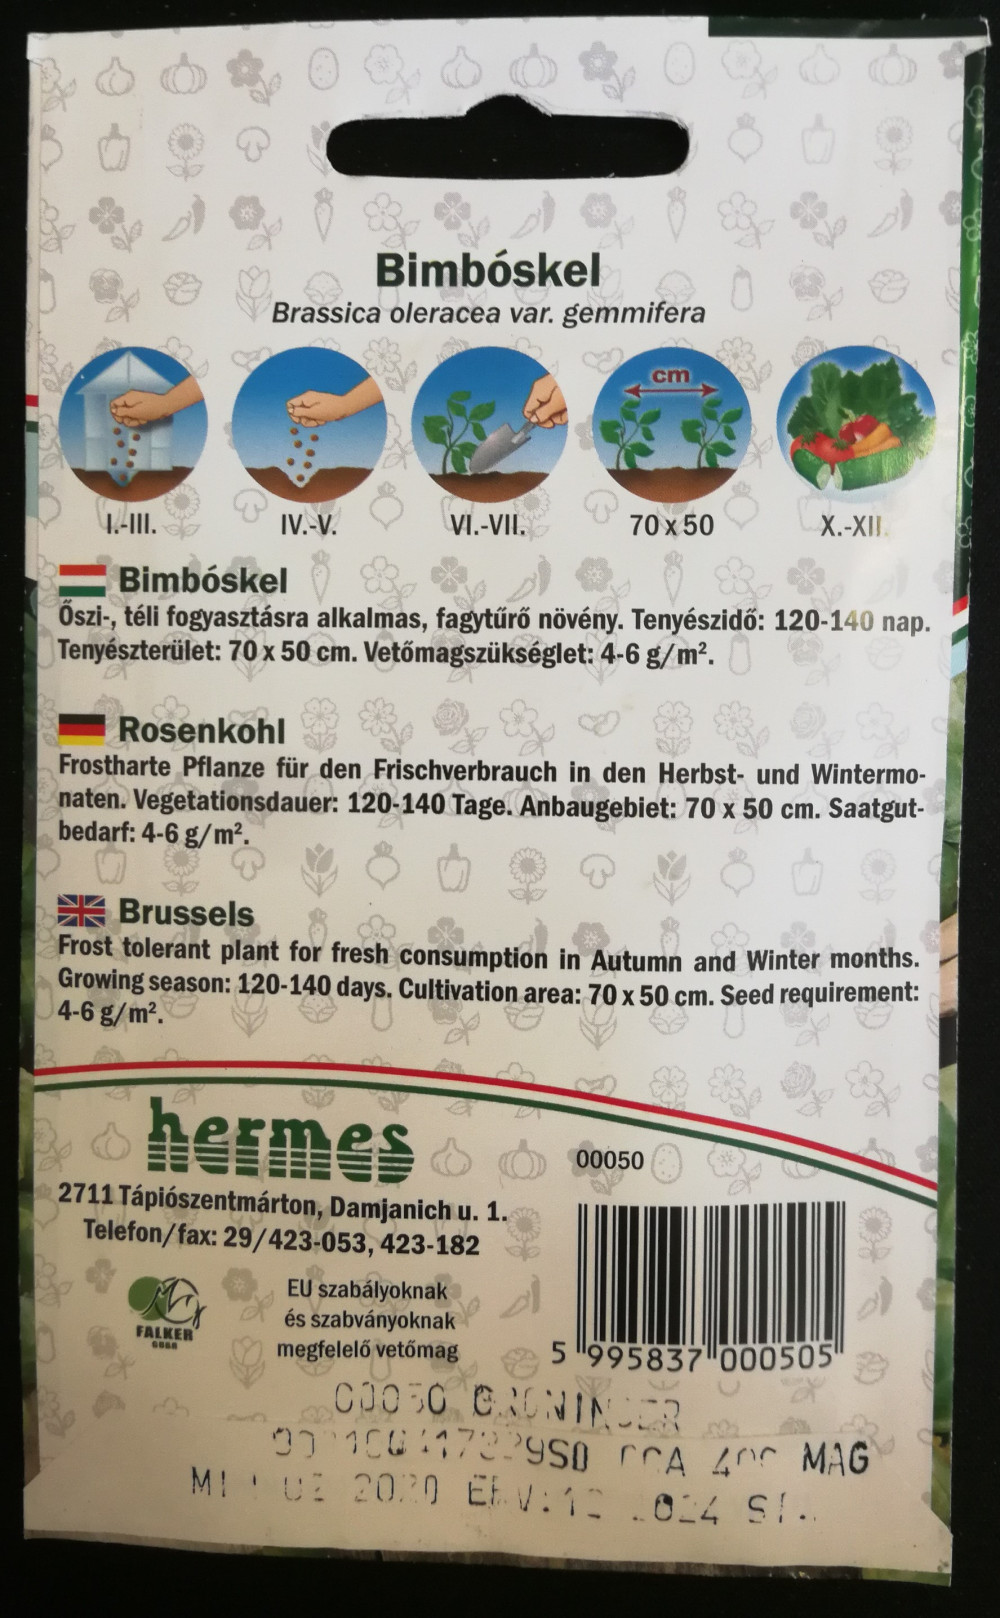 Bimbóskel
Brassica oleracea var. gemmifera
cm
I.-III.
IV.-V.
VI.-VII.
70 x 50
X.-XII.
Bimbóskel
Őszi-, téli fogyasztásra alkalmas, fagytűrő növény. Tenyészidő: 120-140 nap.
Tenyészterület: 70 x 50 cm. Vetőmagszükséglet: 4-6 g/m².
Rosenkohl
Frostharte Pflanze für den Frischverbrauch in den Herbst- und Wintermo-
naten. Vegetationsdauer: 120-140 Tage. Anbaugebiet: 70 x 50 cm. Saatgut-
bedarf: 4-6 g/m².
Brussels
Frost tolerant plant for fresh consumption in Autumn and Winter months.
Growing season: 120-140 days. Cultivation area: 70 x 50 cm. Seed requirement:
4-6 g/m².
hermes
00050
2711 Tápiószentmárton, Damjanich u. 1.
Telefon/fax: 29/423-053, 423-182
FALKER
EU szabályoknak
és szabványoknak
megfelelő vetőmag
5 995837 000505
MAG